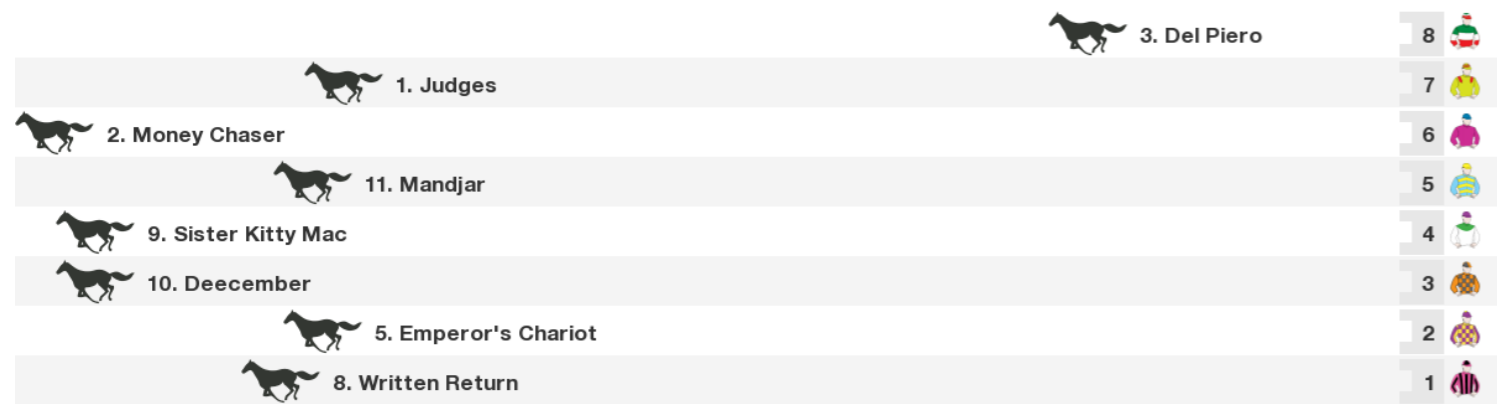 3. Del Piero 8
1. Judges 7
2. Money Chaser 6
11. Mandjar 5
9. Sister Kitty Mac 4
10. Deecember 3
5. Emperor's Chariot 2
8. Written Return 1